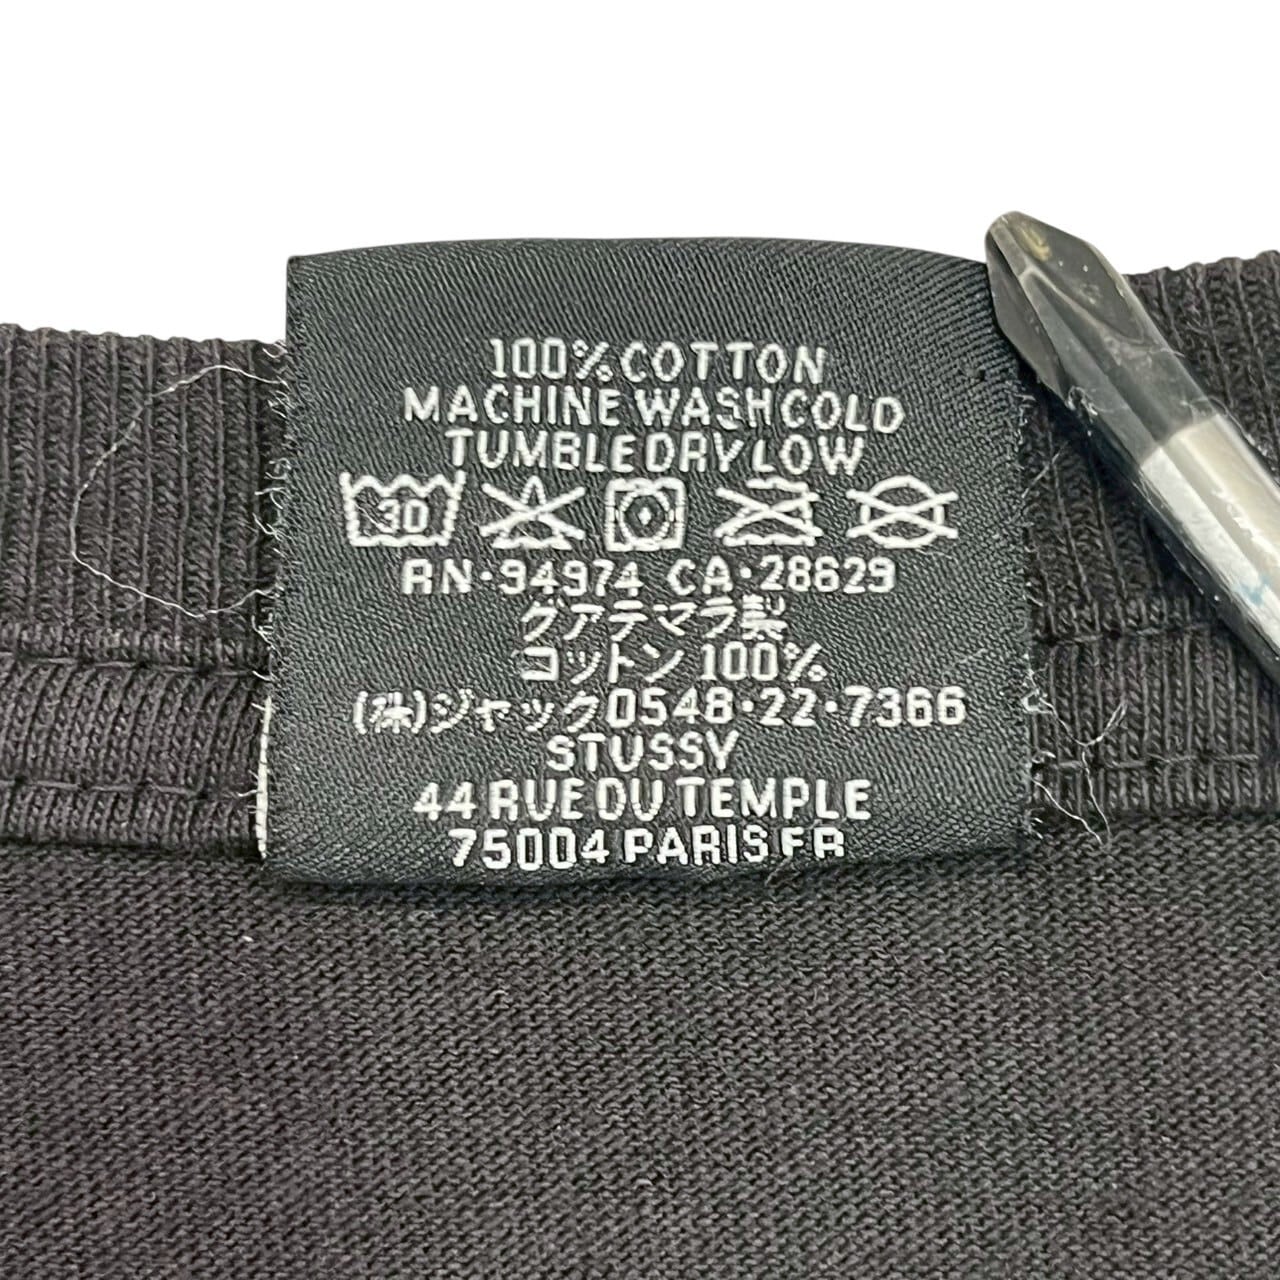 100% COTTON
MACHINE WASH COLD
TUMBLE DRY LOW
30
RN·94974 CA·28629
グアテマラ製
コットン 100%
(株)ジャック0548·22·7366
STUSSY
44 RUE DU TEMPLE
75004 PARIS.FR